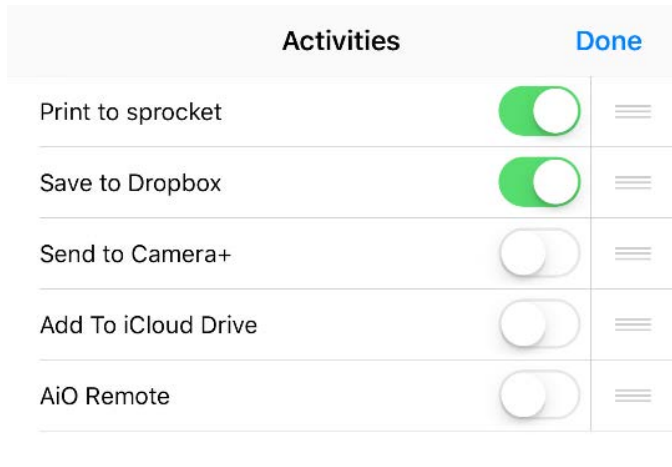 Activities Done
Print to sprocket
Save to Dropbox
Send to Camera+
Add To iCloud Drive
AiO Remote